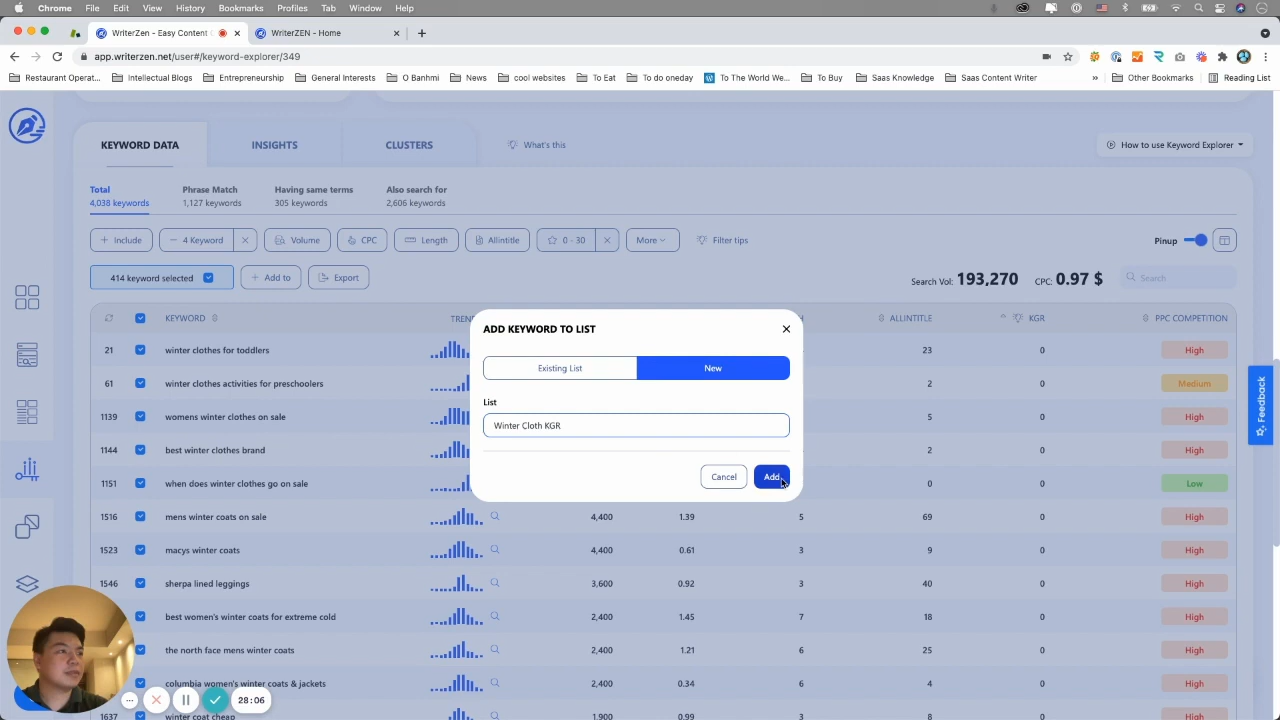 Chrome File Edit View History Bookmarks Profiles Tab Window Help
WriterZen - Easy Content WriterZEN - Home
app.writerzen.net/user#/keyword-explorer/349
Restaurant Operat... Intellectual Blogs Entrepreneurship General Interests O Banhmi News cool websites To Eat To do oneday To The World We... To Buy Saas Knowledge Saas Content Writer » Other Bookmarks Reading List
KEYWORD DATA INSIGHTS CLUSTERS What's this How to use Keyword Explorer
Total Phrase Match Having same terms Also search for
4,038 keywords 1,127 keywords 305 keywords 2,606 keywords
+ Include − 4 Keyword × Volume CPC Length Allintitle 0 - 30 × More Filter tips Pinup
414 keyword selected + Add to Export Search Vol: 193,270 CPC: 0.97 $ Search
KEYWORD ALLINTITLE KGR PPC COMPETITION
ADD KEYWORD TO LIST
Existing List New
List
Winter Cloth KGR
Cancel Add
21 winter clothes for toddlers 23 0 High
61 winter clothes activities for preschoolers 2 0 Medium
1139 womens winter clothes on sale 5 0 High
1144 best winter clothes brand 2 0 High
1151 when does winter clothes go on sale 0 0 Low
1516 mens winter coats on sale 4,400 1.39 5 69 0 High
1523 macys winter coats 4,400 0.61 3 9 0 High
1546 sherpa lined leggings 3,600 0.92 3 40 0 High
best women's winter coats for extreme cold 2,400 1.45 7 18 0 High
the north face mens winter coats 2,400 1.21 6 25 0 High
columbia women's winter coats & jackets 2,400 0.34 6 4 0 High
1637 winter coat cheap 1,900 0.99 3 8 0 High
28:06
Feedback